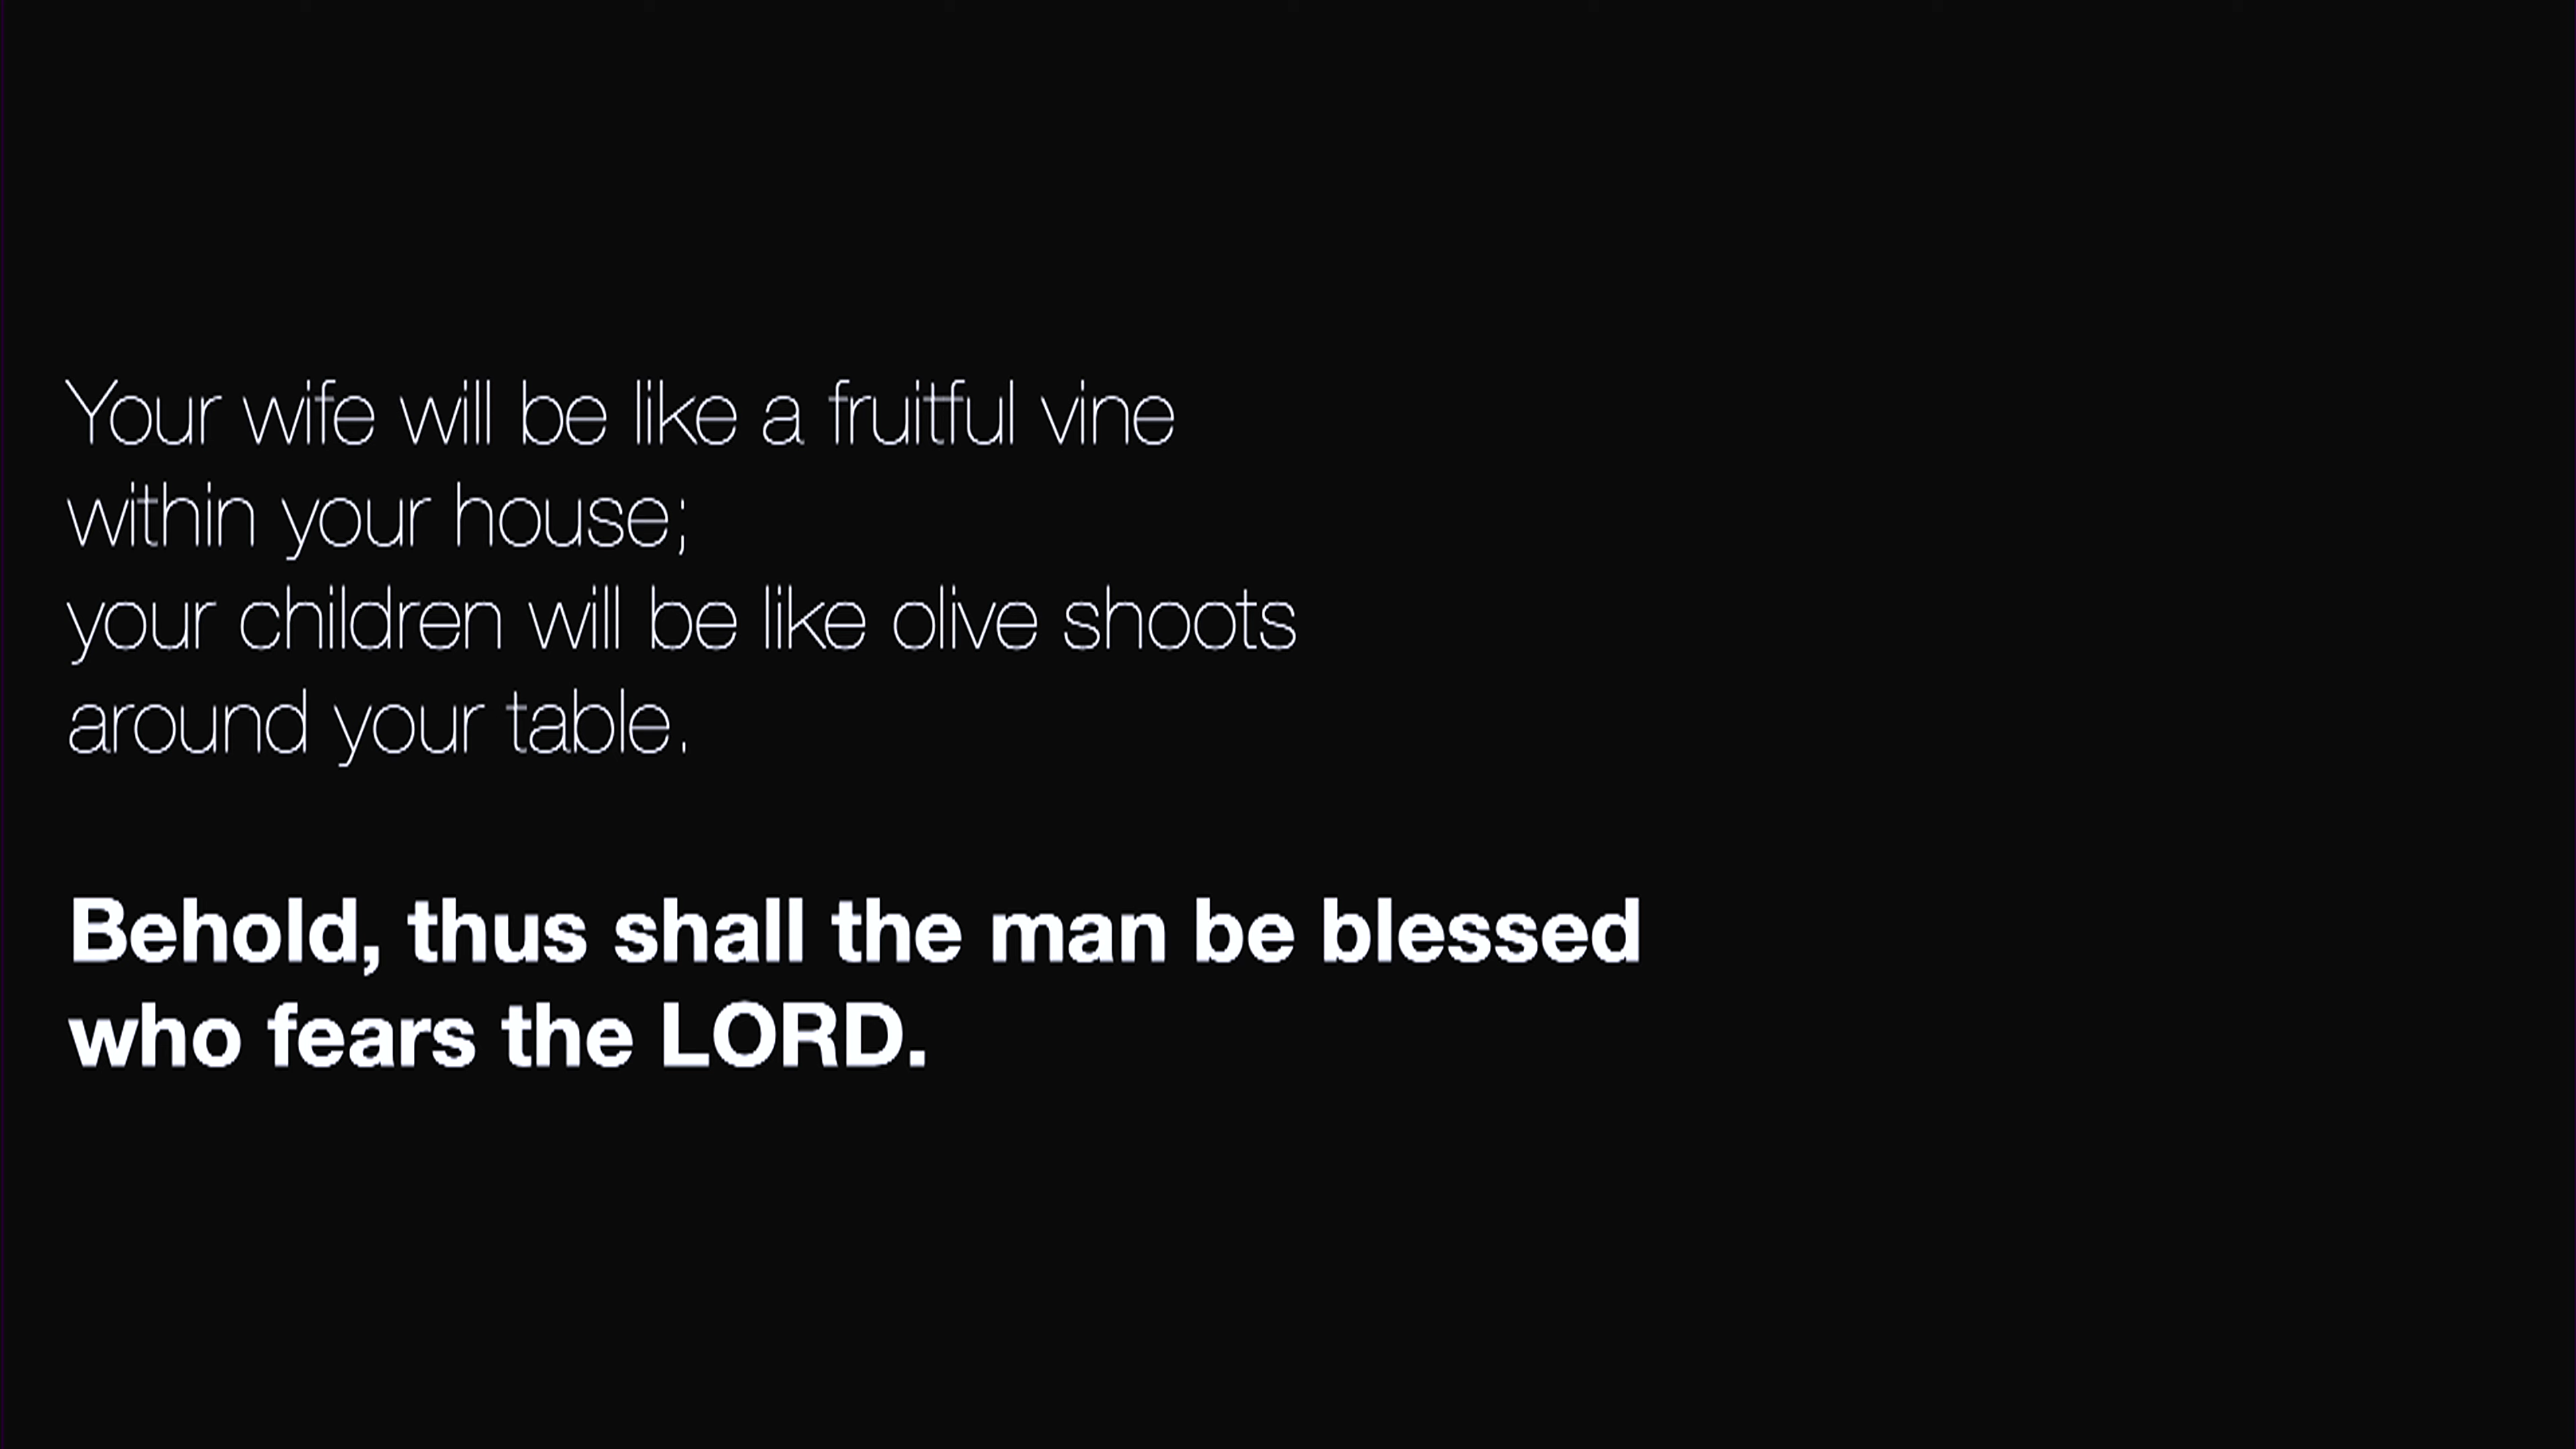 Your wife will be like a fruitful vine
within your house;
your children will be like olive shoots
around your table.
Behold, thus shall the man be blessed
who fears the LORD.